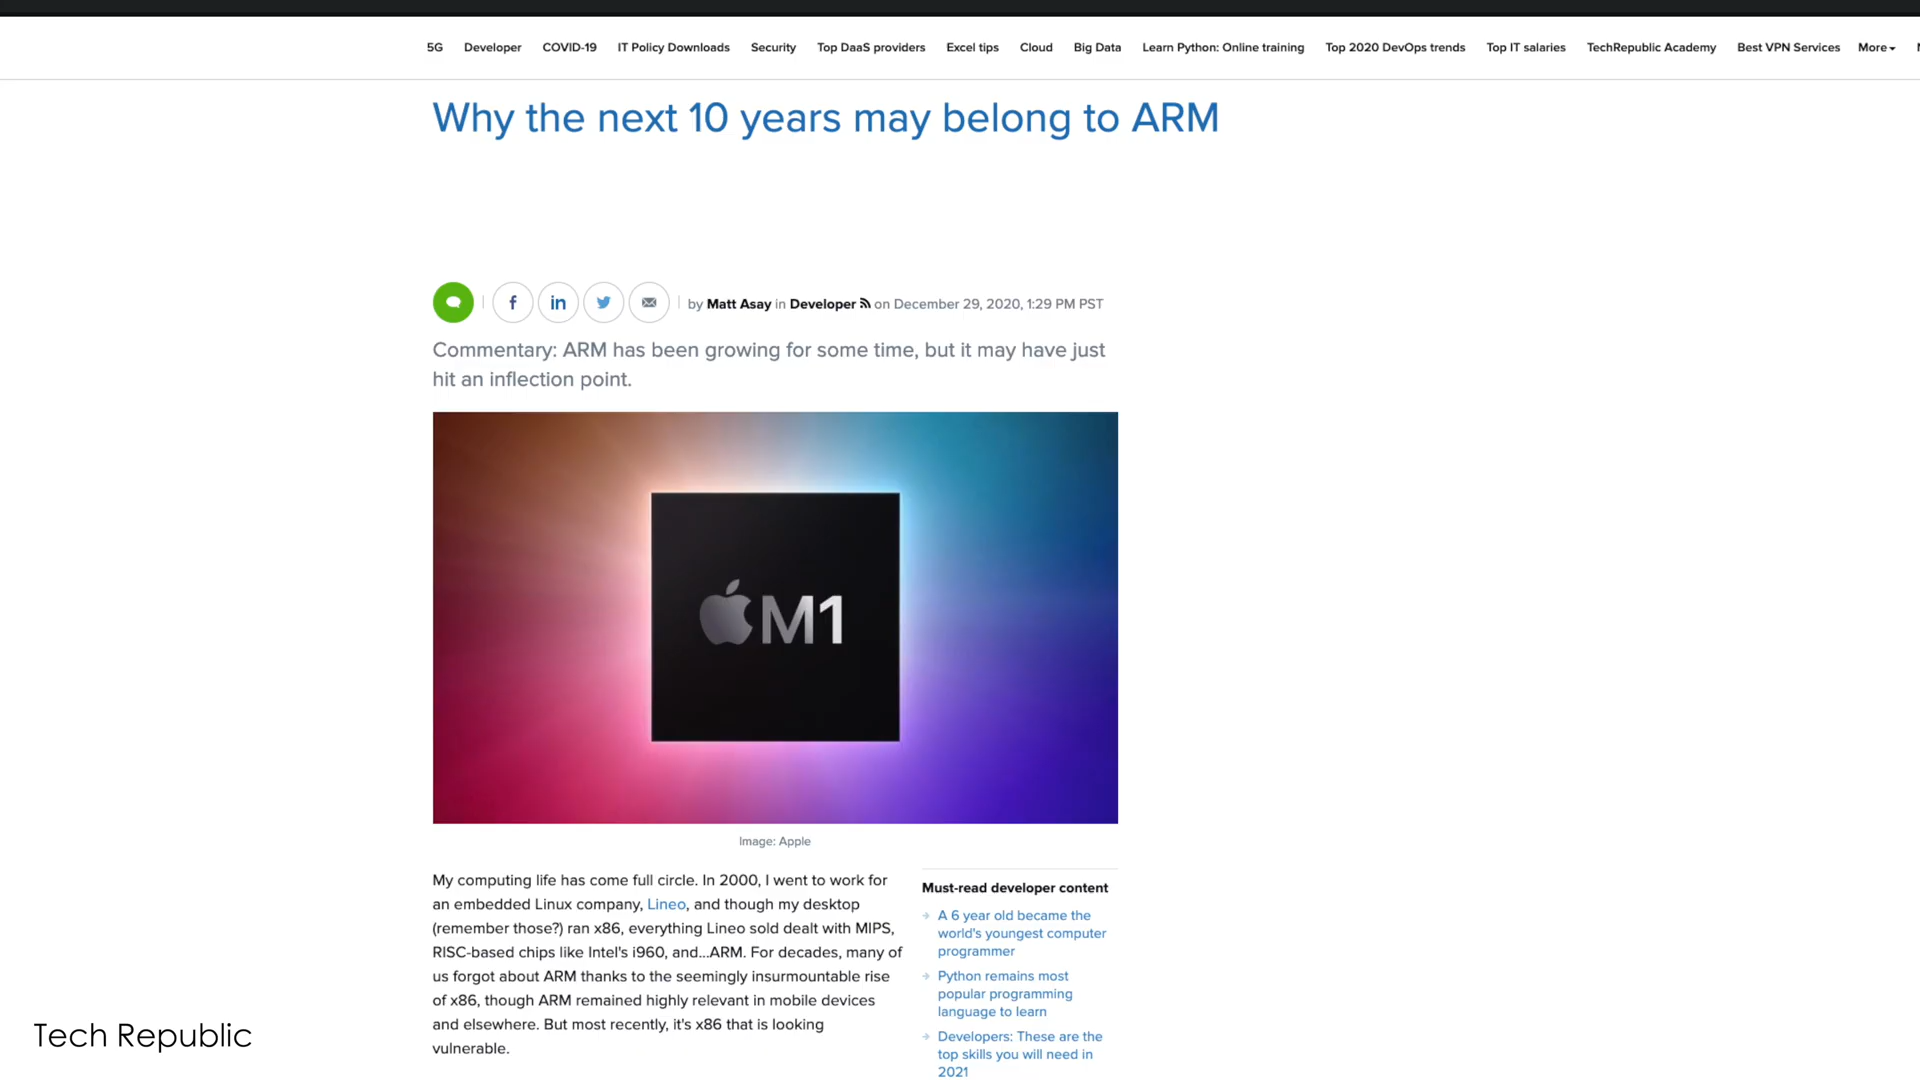 5G Developer COVID-19 IT Policy Downloads Security Top DaaS providers Excel tips Cloud Big Data Learn Python: Online training Top 2020 DevOps trends Top IT salaries TechRepublic Academy Best VPN Services More
Why the next 10 years may belong to ARM
f in by Matt Asay in Developer on December 29, 2020, 1:29 PM PST
Commentary: ARM has been growing for some time, but it may have just
hit an inflection point.
M1
Image: Apple
My computing life has come full circle. In 2000, I went to work for
an embedded Linux company, Lineo, and though my desktop
(remember those?) ran x86, everything Lineo sold dealt with MIPS,
RISC-based chips like Intel's i960, and...ARM. For decades, many of
us forgot about ARM thanks to the seemingly insurmountable rise
of x86, though ARM remained highly relevant in mobile devices
and elsewhere. But most recently, it's x86 that is looking
vulnerable.
Must-read developer content
A 6 year old became the
world's youngest computer
programmer
Python remains most
popular programming
language to learn
Developers: These are the
top skills you will need in
2021
Tech Republic